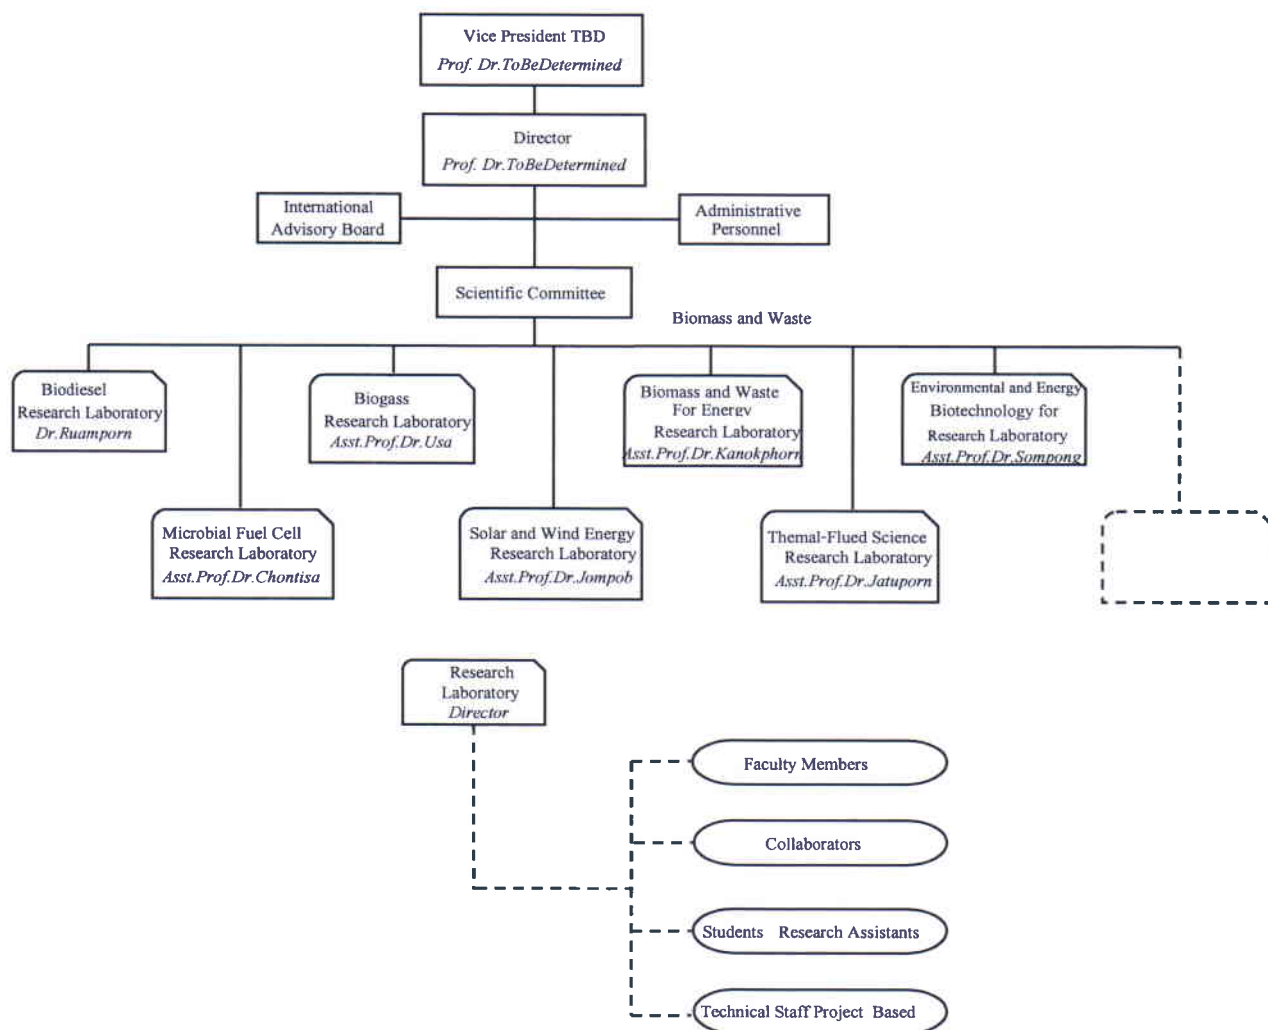 Vice President TBD
Prof. Dr.ToBeDetermined
Director
Prof. Dr.ToBeDetermined
International
Advisory Board
Administrative
Personnel
Scientific Committee
Biomass and Waste
Biodiesel
Research Laboratory
Dr.Ruamporn
Biogass
Research Laboratory
Asst.Prof.Dr.Usa
Biomass and Waste
For Energy
Research Laboratory
Asst.Prof.Dr.Kanokphorn
Environmental and Energy
Biotechnology for
Research Laboratory
Asst.Prof.Dr.Sompong
Microbial Fuel Cell
Research Laboratory
Asst.Prof.Dr.Chontisa
Solar and Wind Energy
Research Laboratory
Asst.Prof.Dr.Jompob
Themal-Flued Science
Research Laboratory
Asst.Prof.Dr.Jatuporn
Research
Laboratory
Director
Faculty Members
Collaborators
Students Research Assistants
Technical Staff Project Based